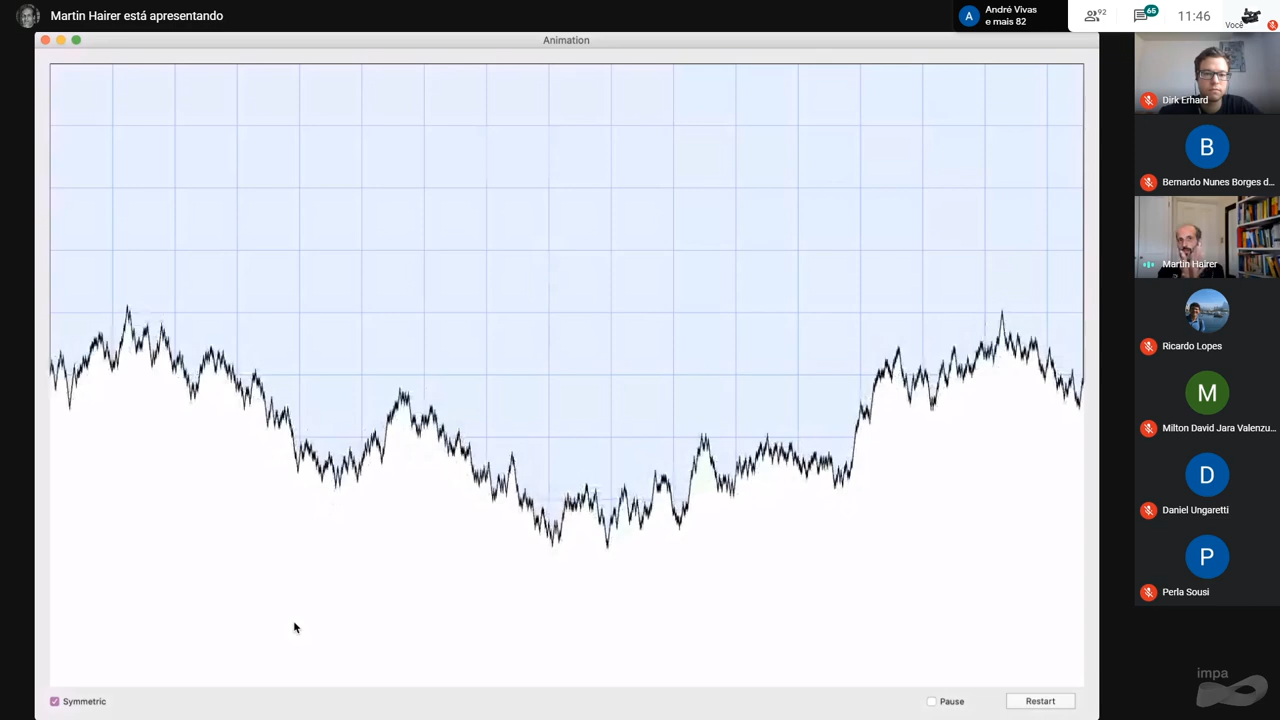 Martin Hairer está apresentando
A
André Vivas
e mais 82
92
65
11:46
Você
Animation
Dirk Erhard
B
Bernardo Nunes Borges d...
Martin Hairer
Ricardo Lopes
M
Milton David Jara Valenzu...
D
Daniel Ungaretti
P
Perla Sousi
impa
Symmetric
Pause
Restart